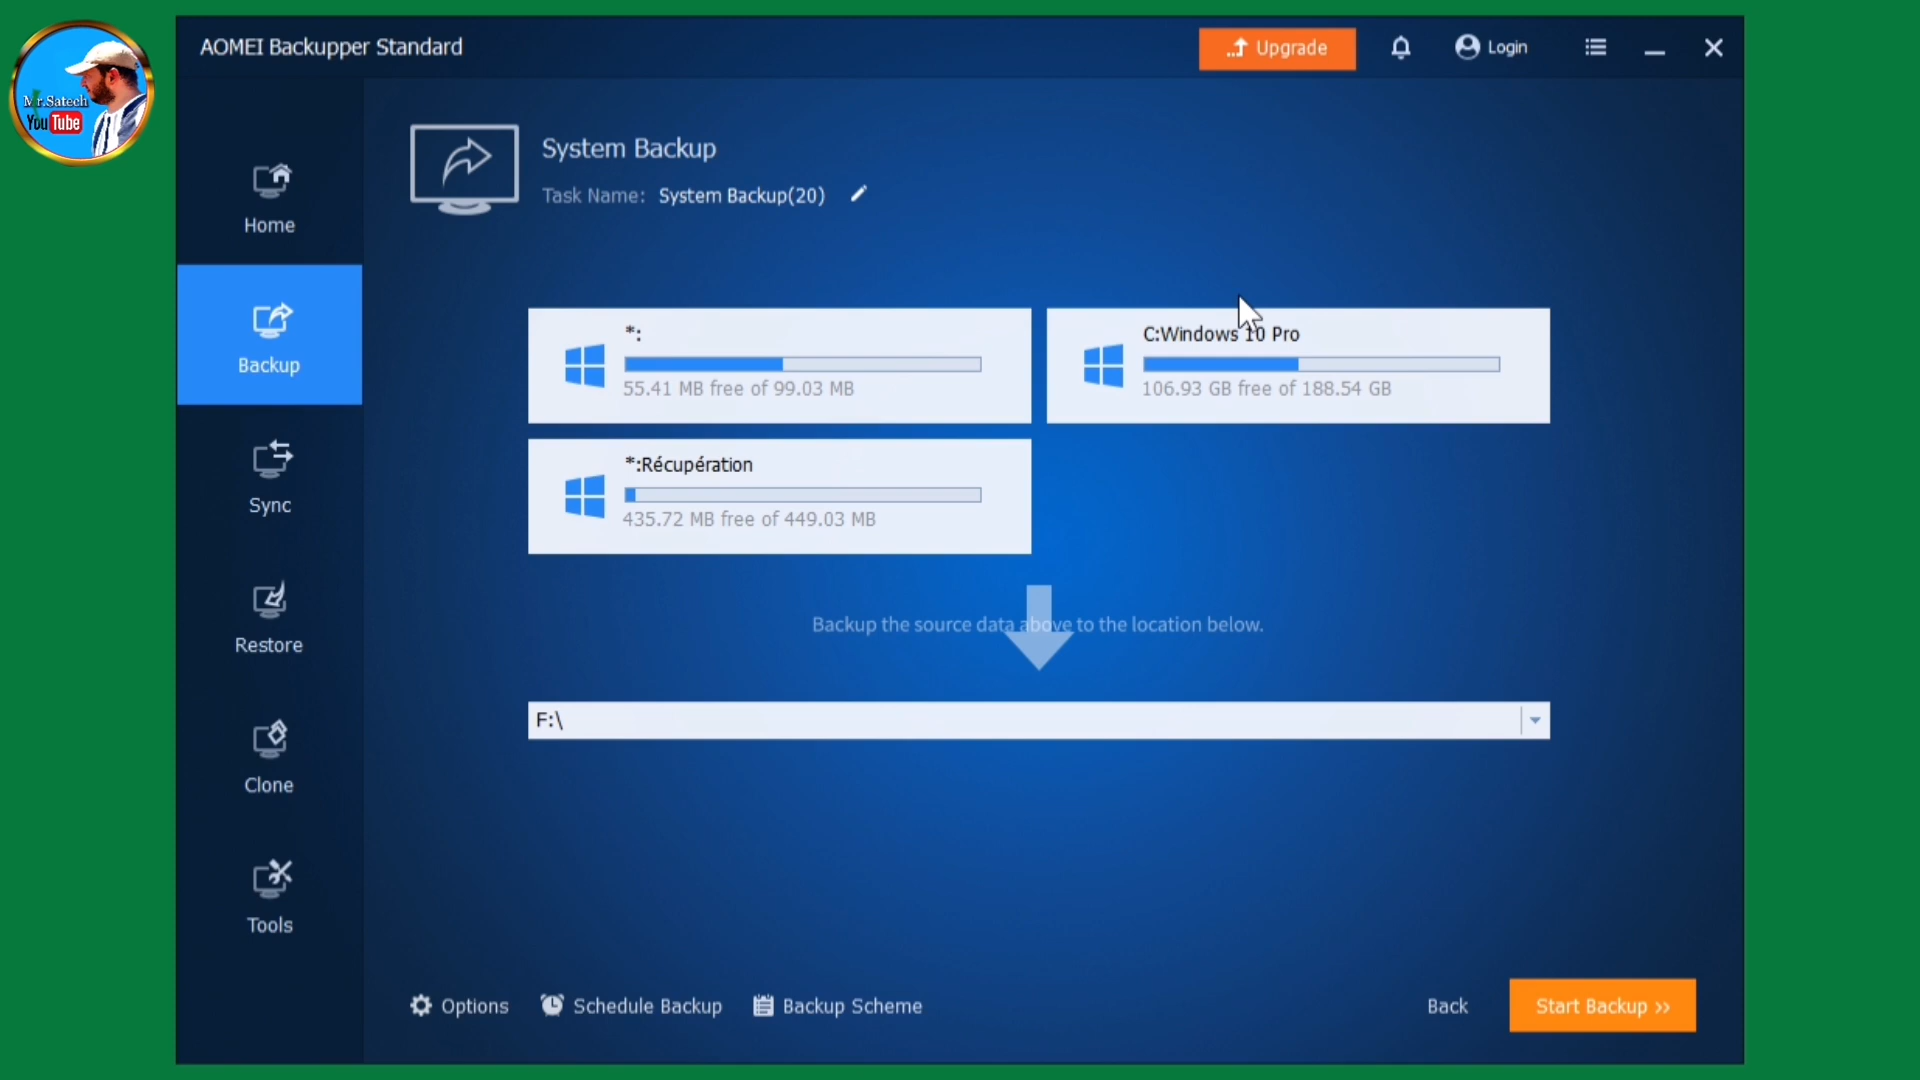 AOMEI Backupper Standard
Upgrade
Login
Mr.Satech
YouTube
Home
Backup
Sync
Restore
Clone
Tools
System Backup
Task Name: System Backup(20)
*:
55.41 MB free of 99.03 MB
C:Windows 10 Pro
106.93 GB free of 188.54 GB
*:Récupération
435.72 MB free of 449.03 MB
Backup the source data above to the location below.
F:\
Options
Schedule Backup
Backup Scheme
Back
Start Backup >>